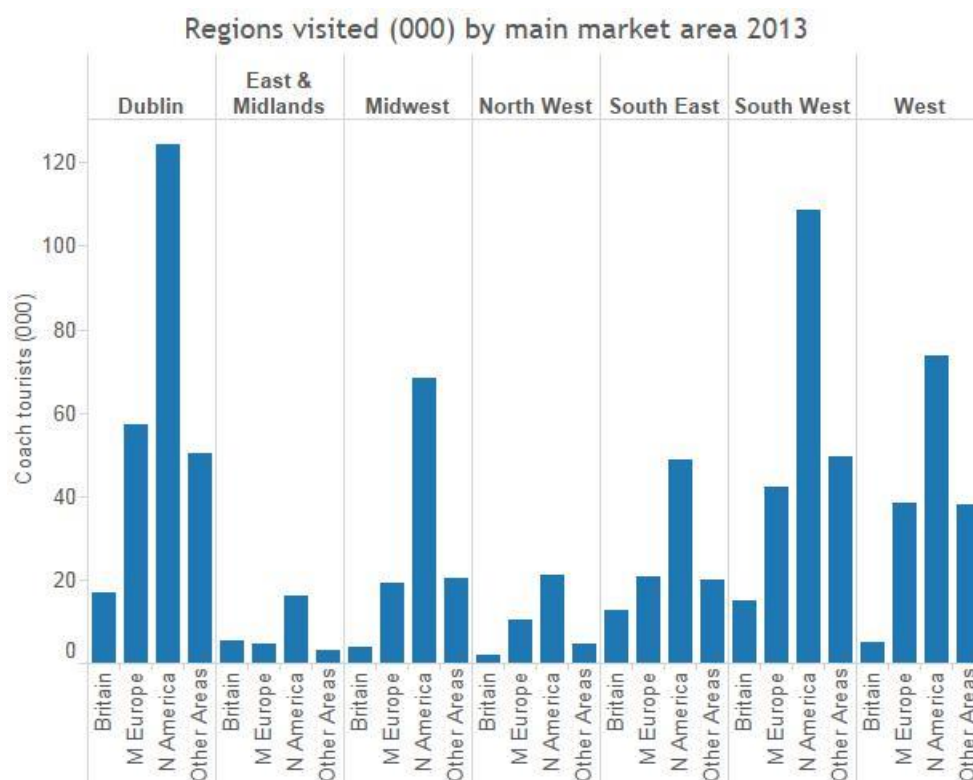 Regions visited (000) by main market area 2013
Dublin
East &
Midlands
Midwest
North West
South East
South West
West
Coach tourists (000)
120
100
80
60
40
20
0
Britain
M Europe
N America
Other Areas
Britain
M Europe
N America
Other Areas
Britain
M Europe
N America
Other Areas
Britain
M Europe
N America
Other Areas
Britain
M Europe
N America
Other Areas
Britain
M Europe
N America
Other Areas
Britain
M Europe
N America
Other Areas